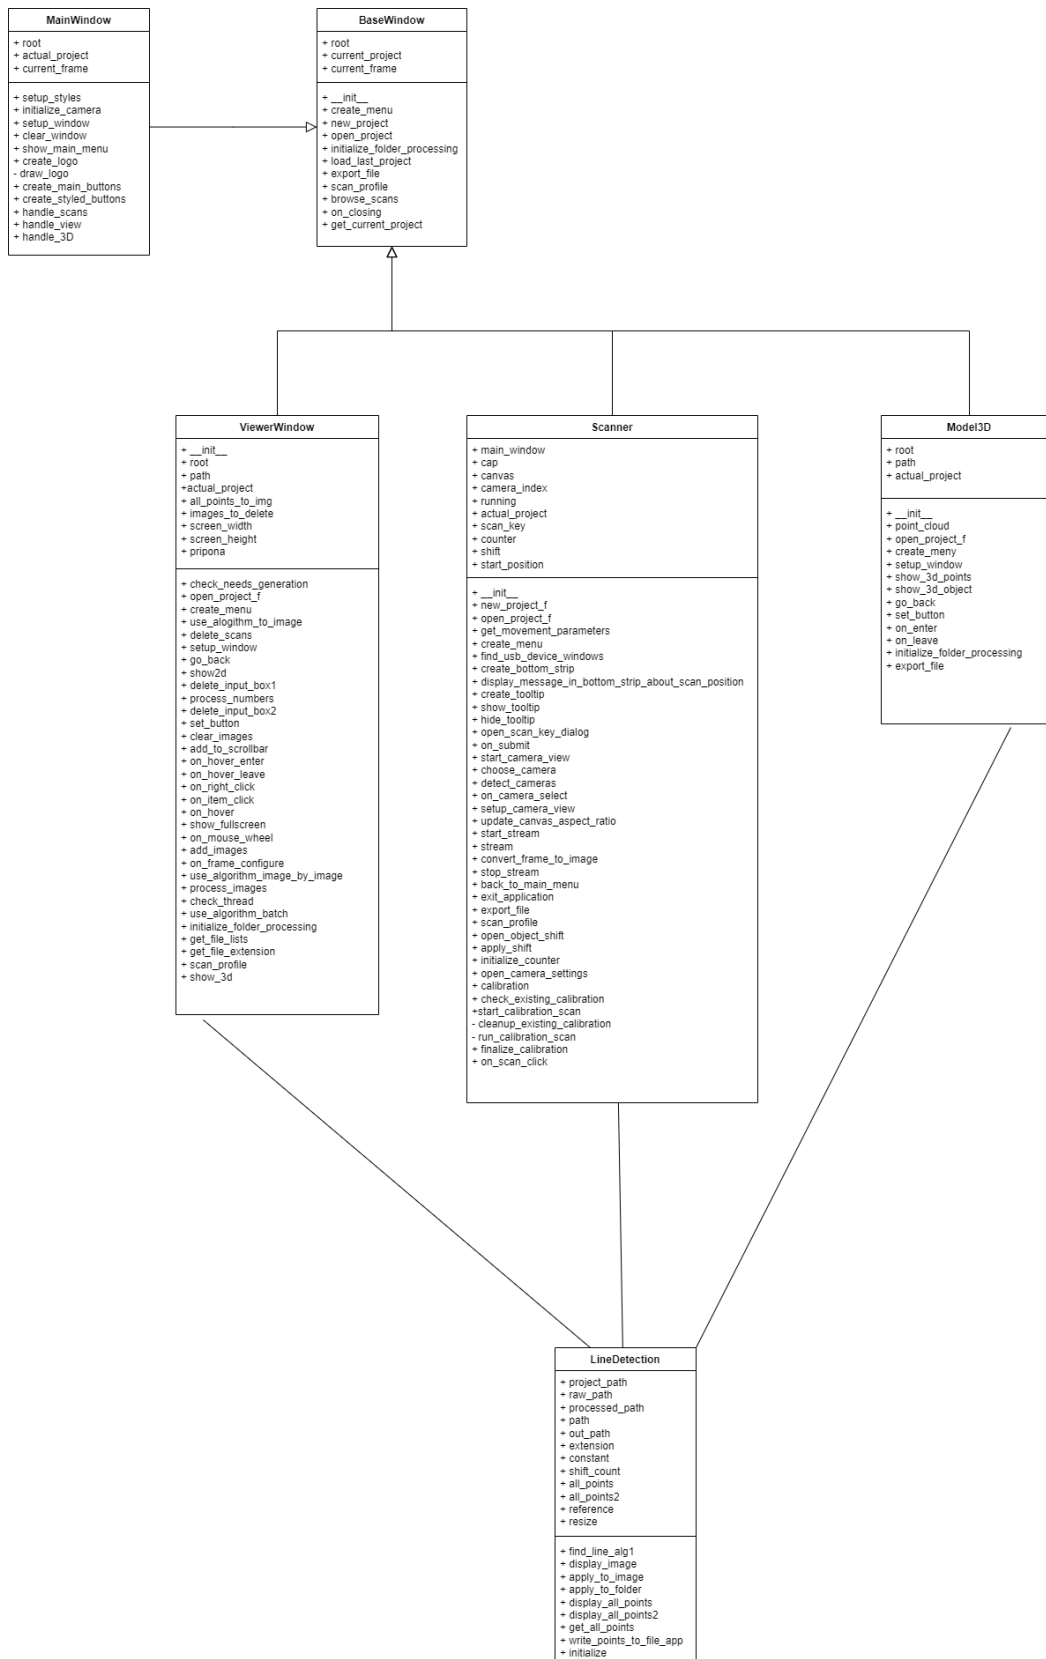 MainWindow
+ root
+ actual_project
+ current_frame
+ setup_styles
+ initialize_camera
+ setup_window
+ clear_window
+ show_main_menu
+ create_logo
- draw_logo
+ create_main_buttons
+ create_styled_buttons
+ handle_scans
+ handle_view
+ handle_3D
BaseWindow
+ root
+ current_project
+ current_frame
+ __init__
+ create_menu
+ new_project
+ open_project
+ initialize_folder_processing
+ load_last_project
+ export_file
+ scan_profile
+ browse_scans
+ on_closing
+ get_current_project
ViewerWindow
+ __init__
+ root
+ path
+actual_project
+ all_points_to_img
+ images_to_delete
+ screen_width
+ screen_height
+ pripona
+ check_needs_generation
+ open_project_f
+ create_menu
+ use_alogithm_to_image
+ delete_scans
+ setup_window
+ go_back
+ show2d
+ delete_input_box1
+ process_numbers
+ delete_input_box2
+ set_button
+ clear_images
+ add_to_scrollbar
+ on_hover_enter
+ on_hover_leave
+ on_right_click
+ on_item_click
+ on_hover
+ show_fullscreen
+ on_mouse_wheel
+ add_images
+ on_frame_configure
+ use_algorithm_image_by_image
+ process_images
+ check_thread
+ use_algorithm_batch
+ initialize_folder_processing
+ get_file_lists
+ get_file_extension
+ scan_profile
+ show_3d
Scanner
+ main_window
+ cap
+ canvas
+ camera_index
+ running
+ actual_project
+ scan_key
+ counter
+ shift
+ start_position
+ __init__
+ new_project_f
+ open_project_f
+ get_movement_parameters
+ create_menu
+ find_usb_device_windows
+ create_bottom_strip
+ display_message_in_bottom_strip_about_scan_position
+ create_tooltip
+ show_tooltip
+ hide_tooltip
+ open_scan_key_dialog
+ on_submit
+ start_camera_view
+ choose_camera
+ detect_cameras
+ on_camera_select
+ setup_camera_view
+ update_canvas_aspect_ratio
+ start_stream
+ stream
+ convert_frame_to_image
+ stop_stream
+ back_to_main_menu
+ exit_application
+ export_file
+ scan_profile
+ open_object_shift
+ apply_shift
+ initialize_counter
+ open_camera_settings
+ calibration
+ check_existing_calibration
+start_calibration_scan
- cleanup_existing_calibration
- run_calibration_scan
+ finalize_calibration
+ on_scan_click
Model3D
+ root
+ path
+ actual_project
+ __init__
+ point_cloud
+ open_project_f
+ create_meny
+ setup_window
+ show_3d_points
+ show_3d_object
+ go_back
+ set_button
+ on_enter
+ on_leave
+ initialize_folder_processing
+ export_file
LineDetection
+ project_path
+ raw_path
+ processed_path
+ path
+ out_path
+ extension
+ constant
+ shift_count
+ all_points
+ all_points2
+ reference
+ resize
+ find_line_alg1
+ display_image
+ apply_to_image
+ apply_to_folder
+ display_all_points
+ display_all_points2
+ get_all_points
+ write_points_to_file_app
+ initialize